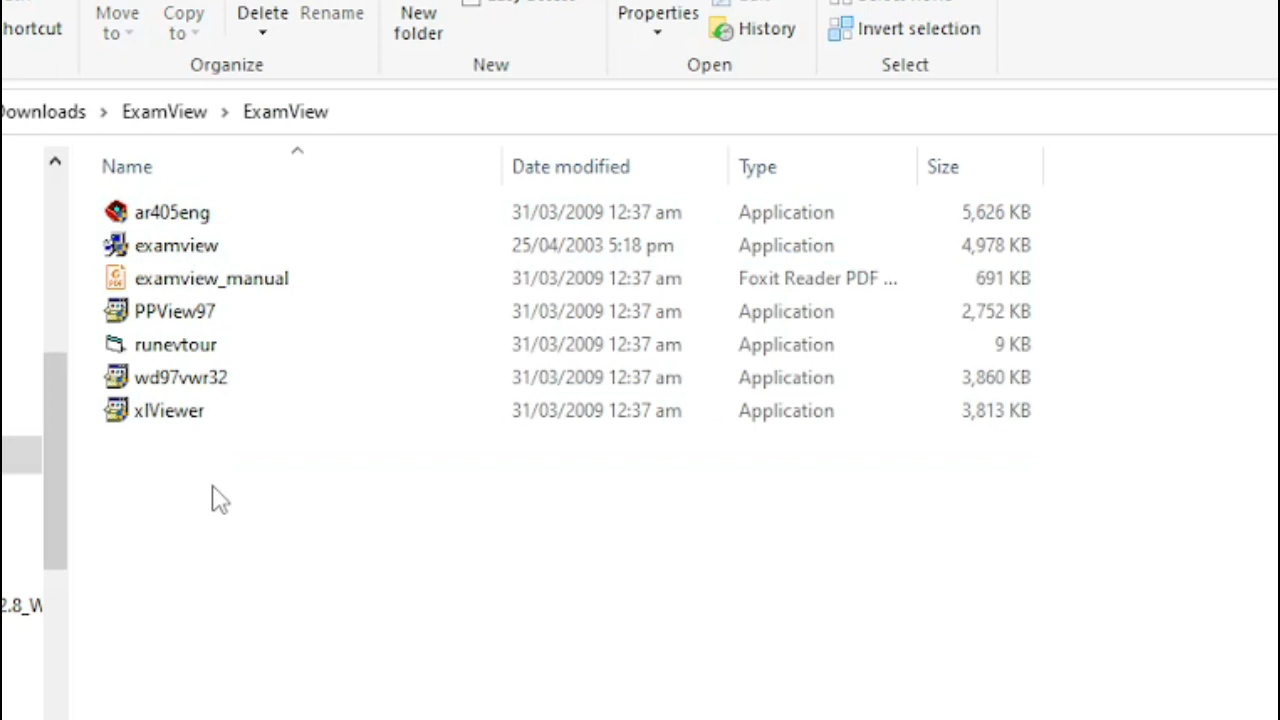 Move Copy Delete Rename New Properties
hortcut to to folder History Invert selection
Organize New Open Select
Downloads > ExamView > ExamView
Name Date modified Type Size
ar405eng 31/03/2009 12:37 am Application 5,626 KB
examview 25/04/2003 5:18 pm Application 4,978 KB
examview_manual 31/03/2009 12:37 am Foxit Reader PDF ... 691 KB
PPView97 31/03/2009 12:37 am Application 2,752 KB
runevtour 31/03/2009 12:37 am Application 9 KB
wd97vwr32 31/03/2009 12:37 am Application 3,860 KB
xlViewer 31/03/2009 12:37 am Application 3,813 KB
2.8_W